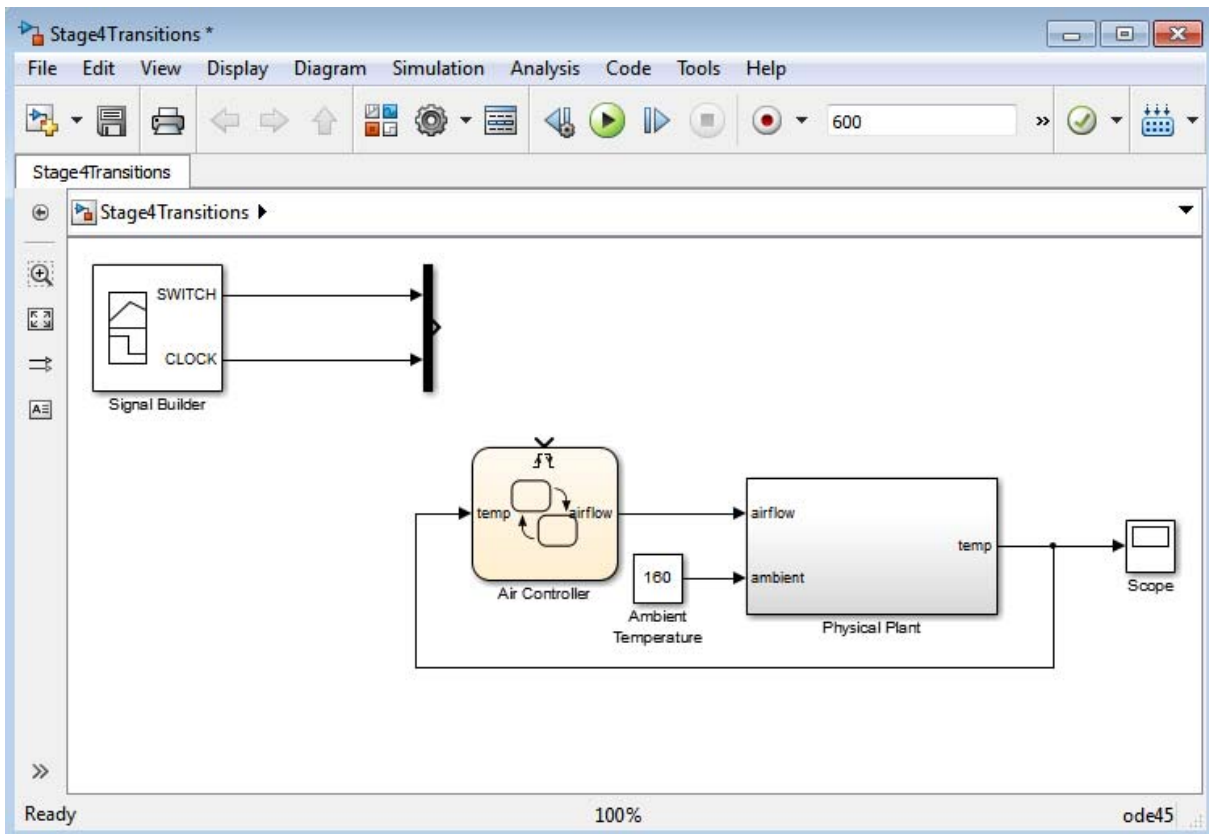 Stage4Transitions *
File Edit View Display Diagram Simulation Analysis Code Tools Help
600 »
Stage4Transitions
Stage4Transitions
SWITCH
CLOCK
Signal Builder
temp airflow
Air Controller
160
Ambient
Temperature
airflow
temp
ambient
Physical Plant
Scope
A
»
Ready 100% ode45